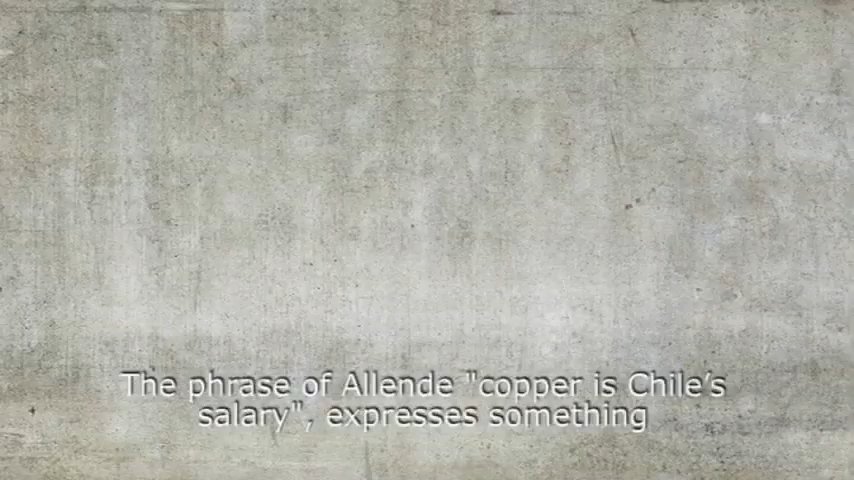 The phrase of Allende "copper is Chile’s
salary", expresses something